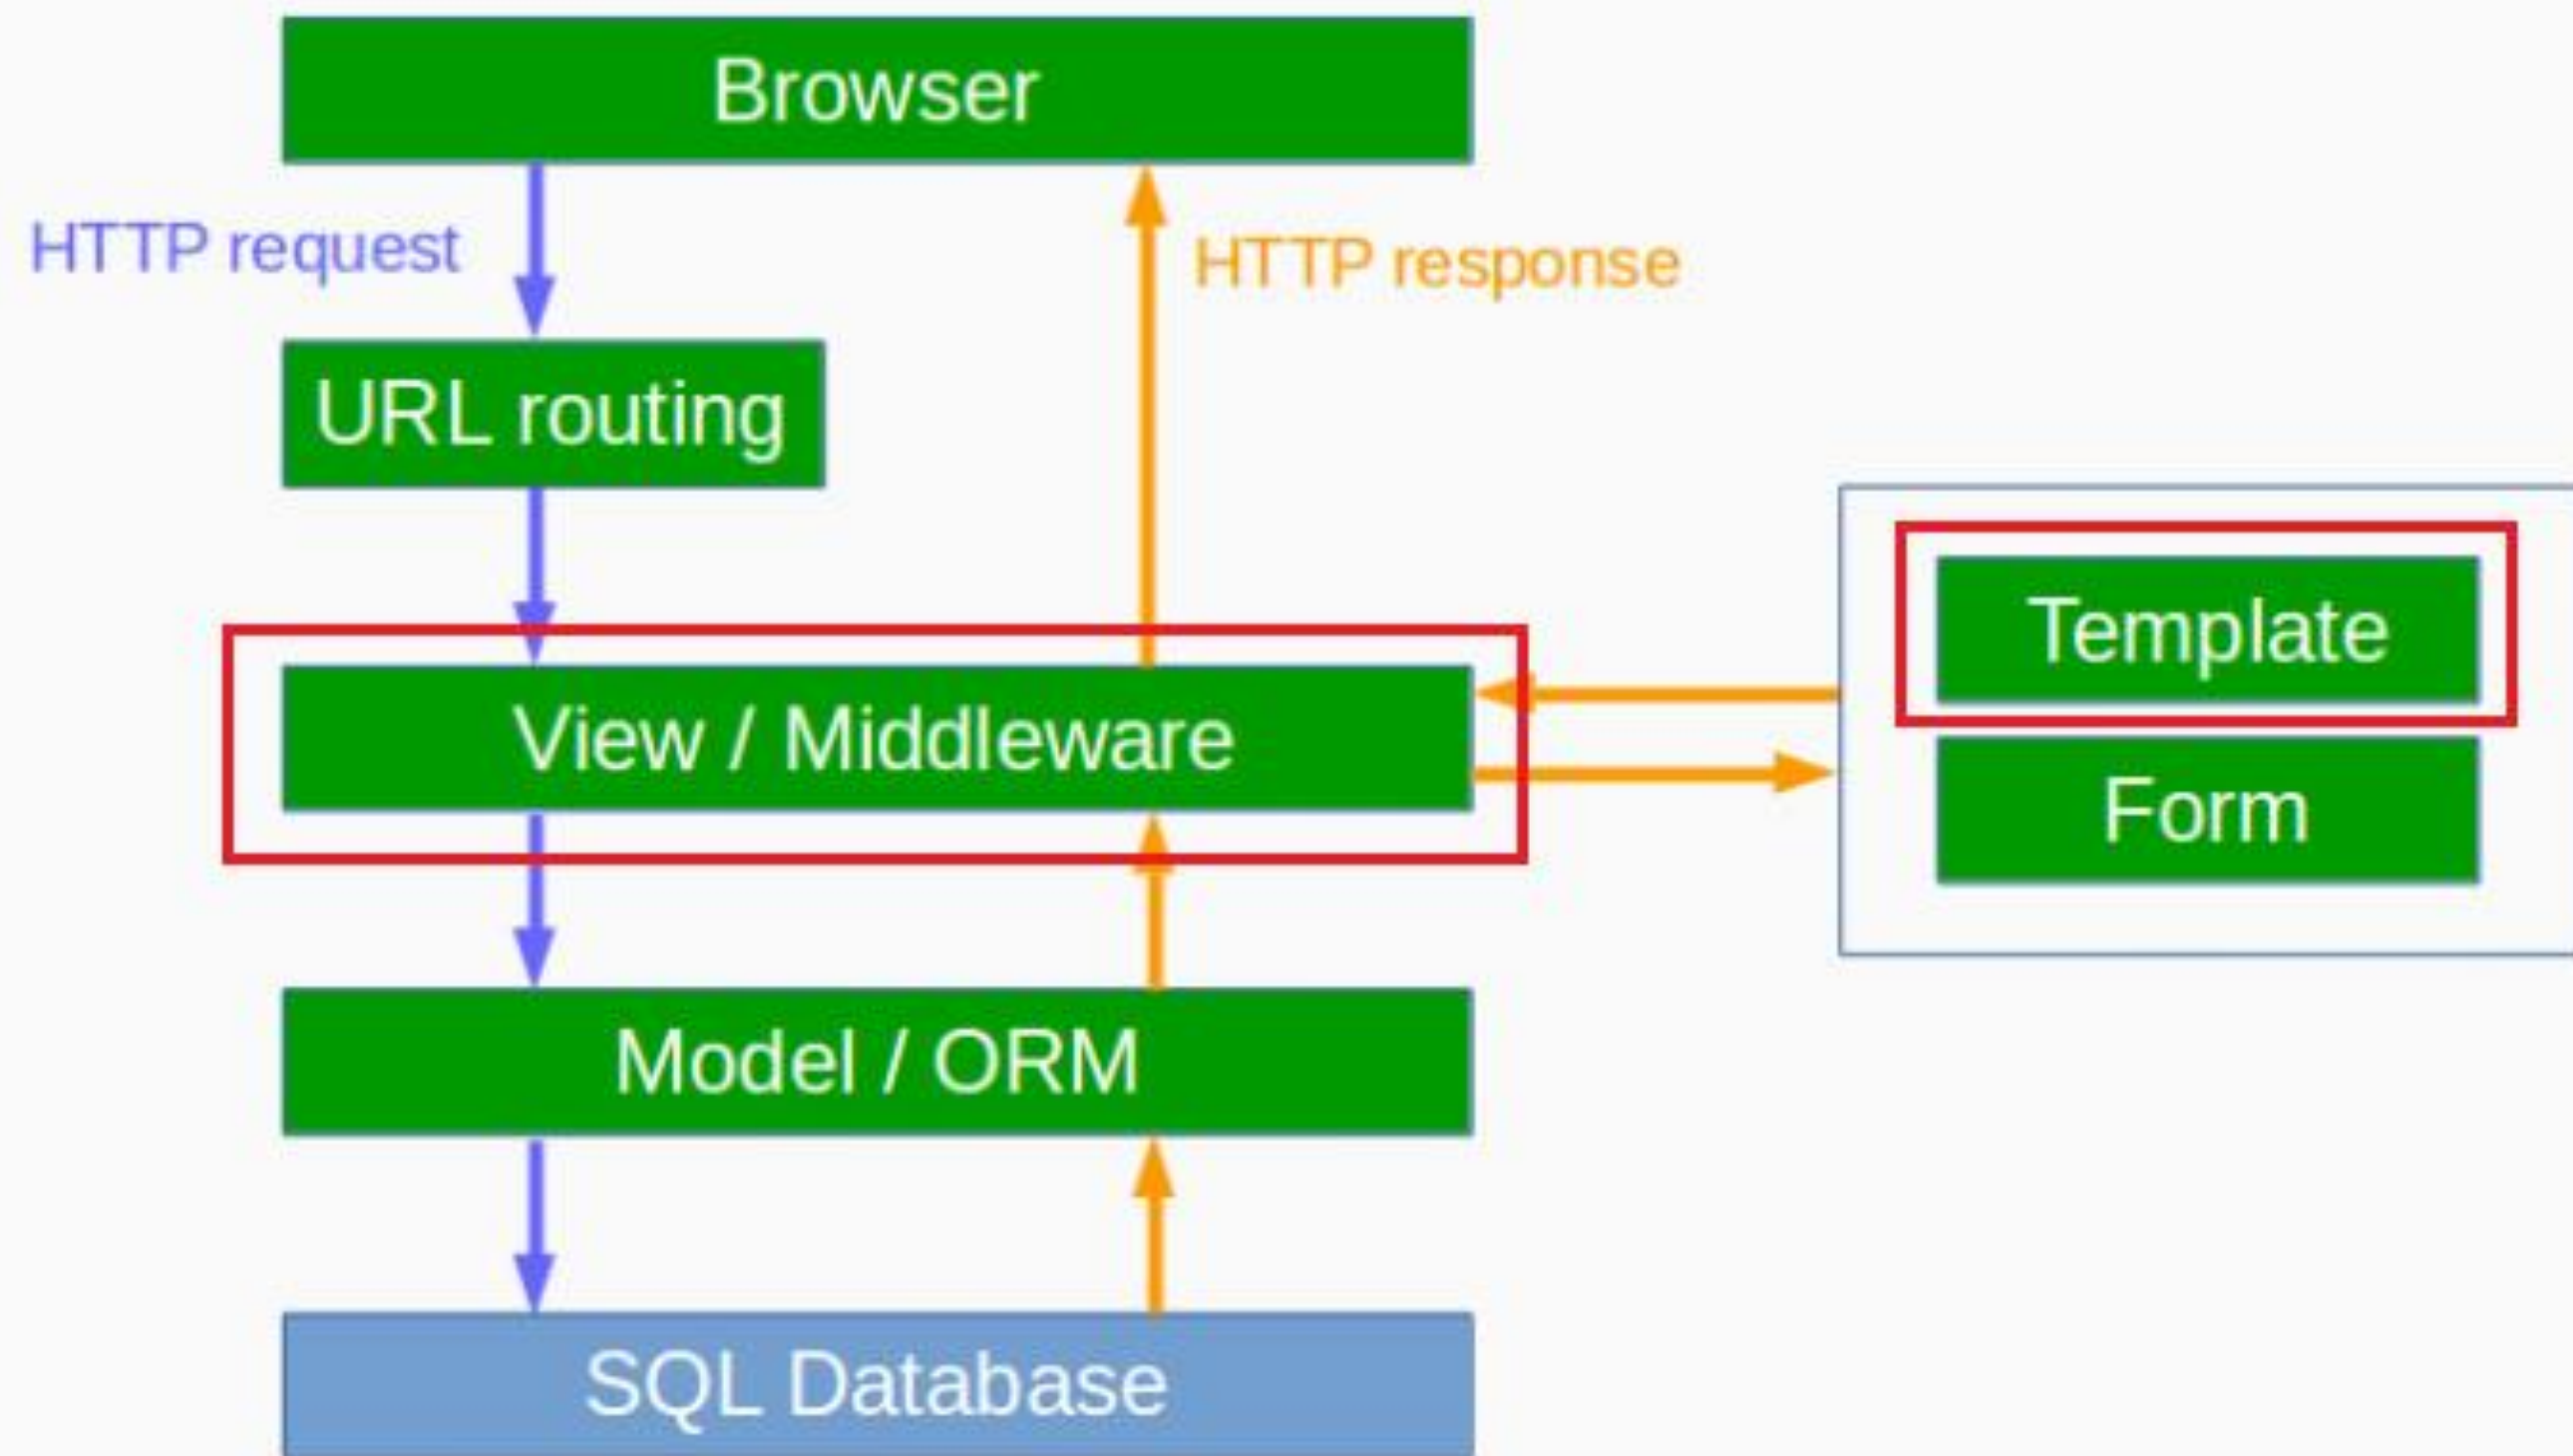 Browser
HTTP request
HTTP response
URL routing
Template
View / Middleware
Form
Model / ORM
SQL Database